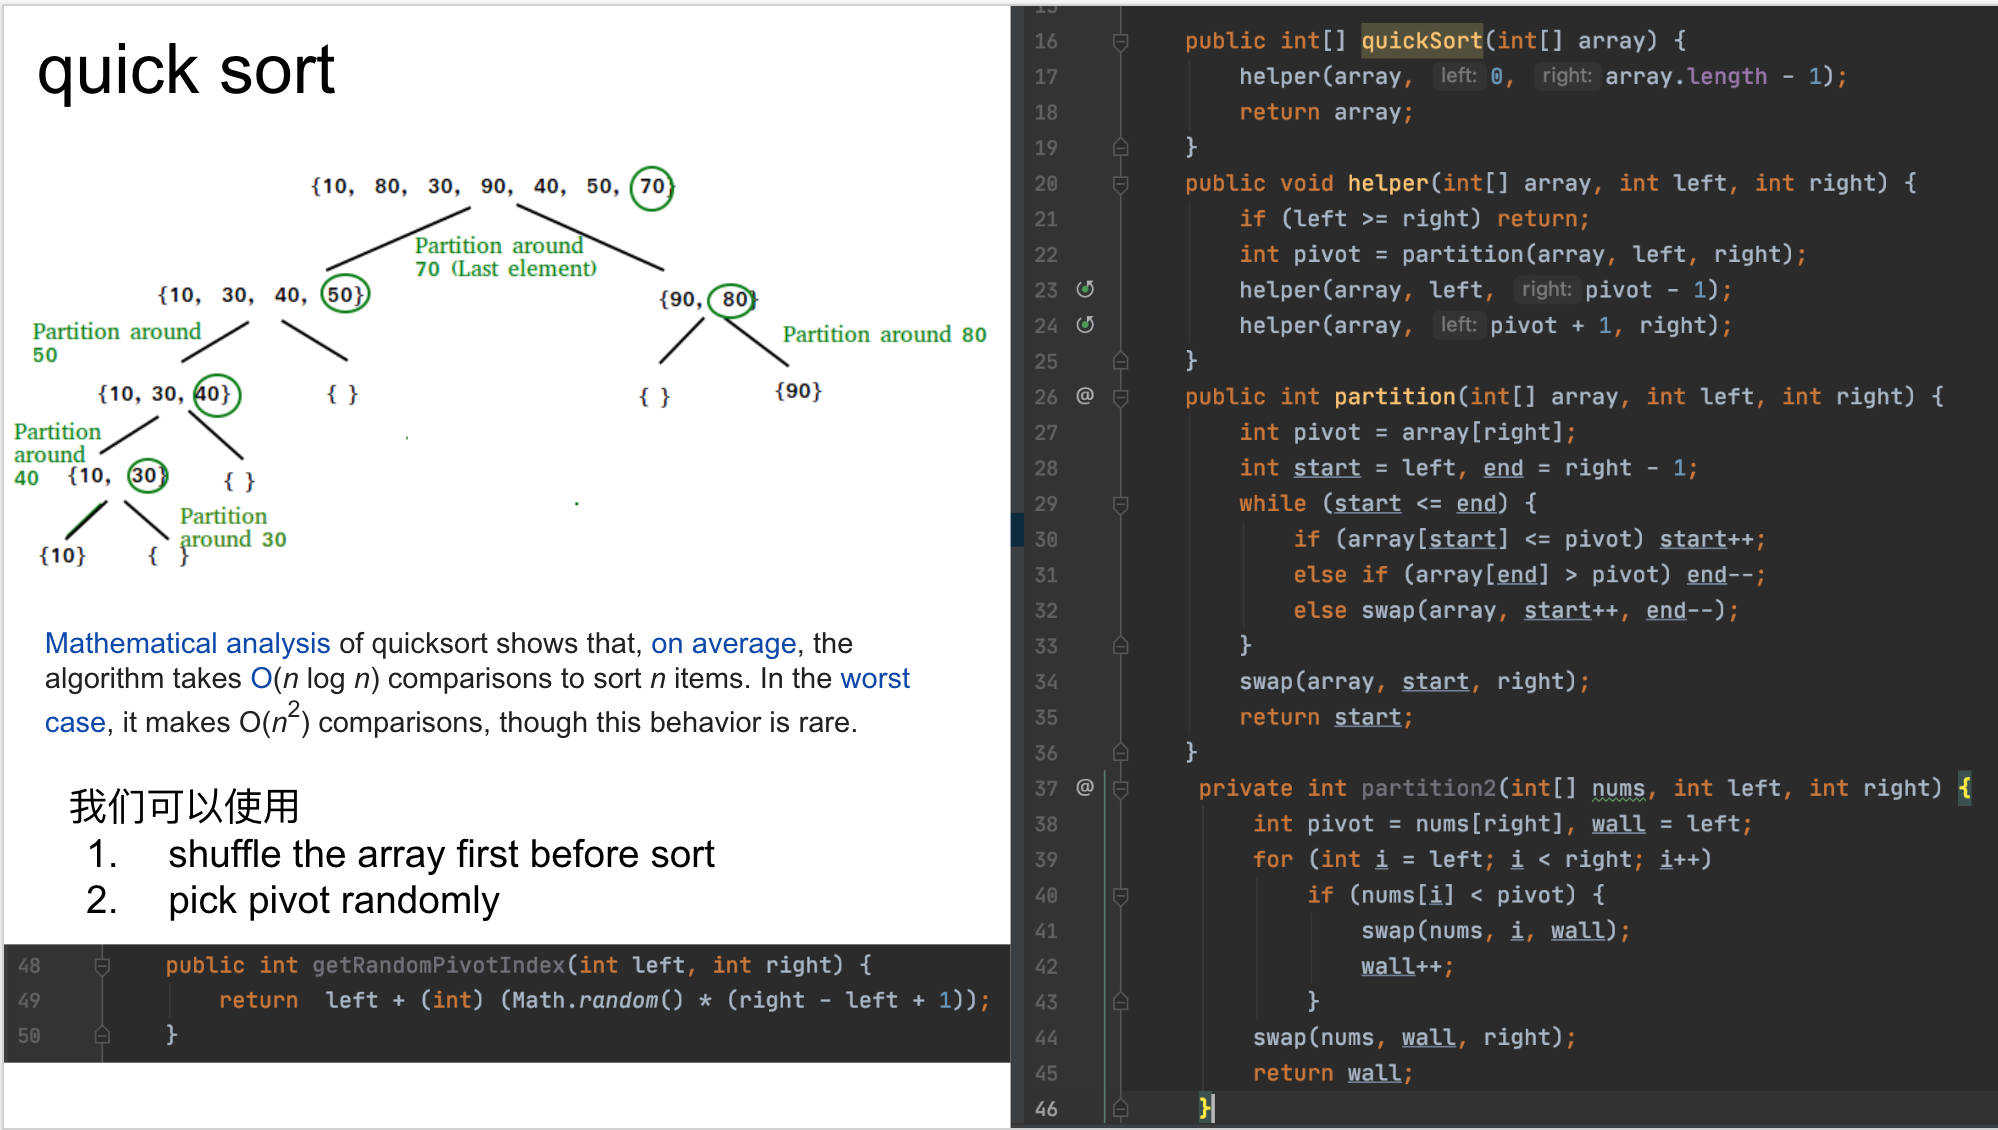 quick sort
{10, 80, 30, 90, 40, 50, 70}
Partition around
70 (Last element)
{10, 30, 40, 50}
{90, 80}
Partition around
50
Partition around 80
{10, 30, 40}
{ }
{ }
{90}
Partition
around
40
{10, 30}
{ }
Partition
around 30
{10}
{ }
Mathematical analysis of quicksort shows that, on average, the
algorithm takes O(n log n) comparisons to sort n items. In the worst
case, it makes O(n2) comparisons, though this behavior is rare.
我们可以使用
1. shuffle the array first before sort
2. pick pivot randomly
48 public int getRandomPivotIndex(int left, int right) {
49 return left + (int) (Math.random() * (right - left + 1));
50 }
15
16 public int[] quickSort(int[] array) {
17 helper(array, left: 0, right: array.length - 1);
18 return array;
19 }
20 public void helper(int[] array, int left, int right) {
21 if (left >= right) return;
22 int pivot = partition(array, left, right);
23 helper(array, left, right: pivot - 1);
24 helper(array, left: pivot + 1, right);
25 }
26 @ public int partition(int[] array, int left, int right) {
27 int pivot = array[right];
28 int start = left, end = right - 1;
29 while (start <= end) {
30 if (array[start] <= pivot) start++;
31 else if (array[end] > pivot) end--;
32 else swap(array, start++, end--);
33 }
34 swap(array, start, right);
35 return start;
36 }
37 @ private int partition2(int[] nums, int left, int right) {
38 int pivot = nums[right], wall = left;
39 for (int i = left; i < right; i++)
40 if (nums[i] < pivot) {
41 swap(nums, i, wall);
42 wall++;
43 }
44 swap(nums, wall, right);
45 return wall;
46 }